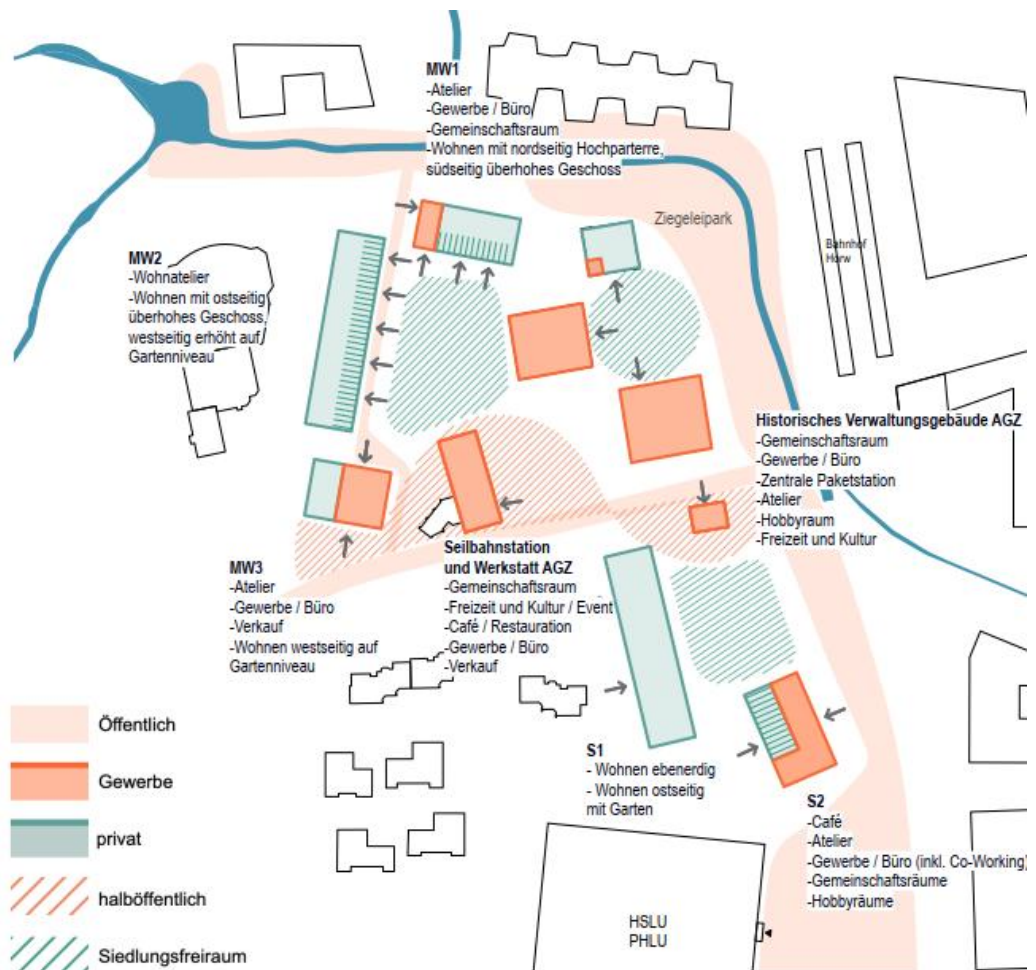 MW1
-Atelier
-Gewerbe / Büro
-Gemeinschaftsraum
-Wohnen mit nordseitig Hochparterre,
südseitig überhohes Geschoss
Ziegeleipark
Bahnhof
Horw
MW2
-Wohnatelier
-Wohnen mit ostseitig
überhohes Geschoss,
westseitig erhöht auf
Gartenniveau
Historisches Verwaltungsgebäude AGZ
-Gemeinschaftsraum
-Gewerbe / Büro
-Zentrale Paketstation
-Atelier
-Hobbyraum
-Freizeit und Kultur
MW3
-Atelier
-Gewerbe / Büro
-Verkauf
-Wohnen westseitig auf
Gartenniveau
Seilbahnstation
und Werkstatt AGZ
-Gemeinschaftsraum
-Freizeit und Kultur / Event
-Café / Restauration
-Gewerbe / Büro
-Verkauf
S1
- Wohnen ebenerdig
- Wohnen ostseitig
mit Garten
S2
-Café
-Atelier
-Gewerbe / Büro (inkl. Co-Working)
-Gemeinschaftsräume
-Hobbyräume
HSLU
PHLU
Öffentlich
Gewerbe
privat
halböffentlich
Siedlungsfreiraum